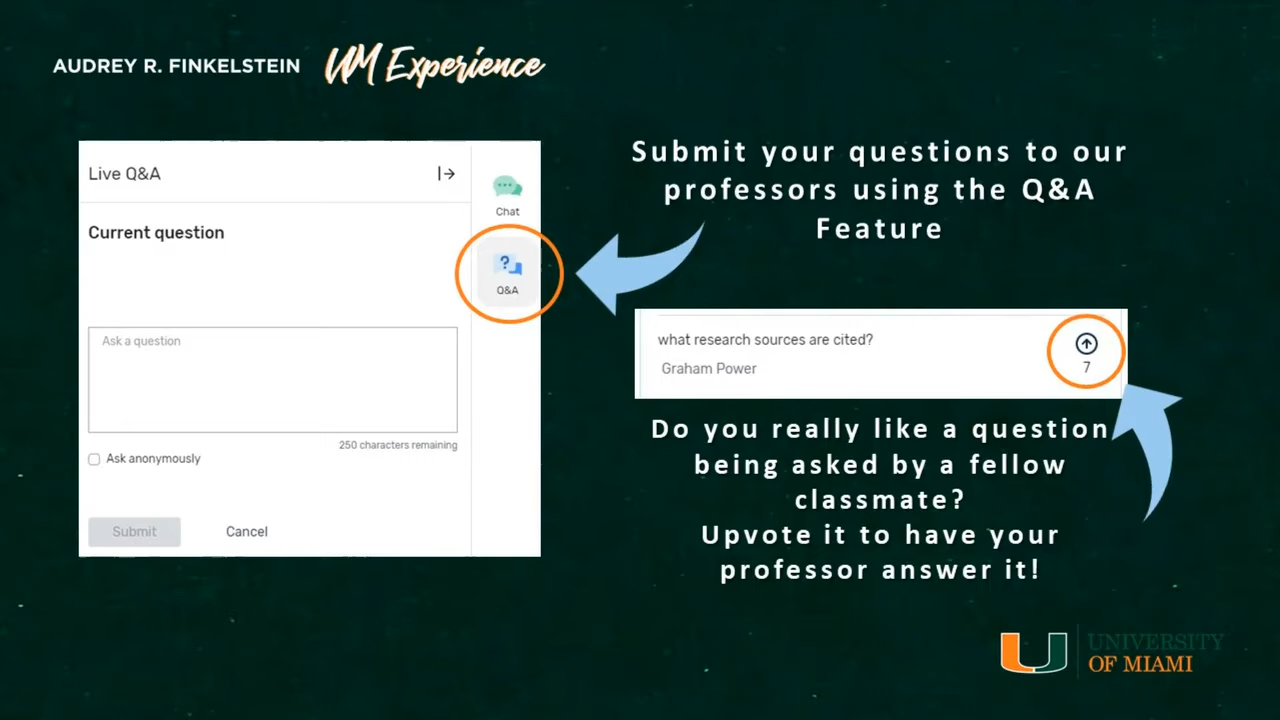 AUDREY R. FINKELSTEIN UM Experience
Live Q&A
Chat
Current question
Q&A
Ask a question
250 characters remaining
Ask anonymously
Submit Cancel
Submit your questions to our
professors using the Q&A
Feature
what research sources are cited?
Graham Power
7
Do you really like a question
being asked by a fellow
classmate?
Upvote it to have your
professor answer it!
UNIVERSITY
OF MIAMI